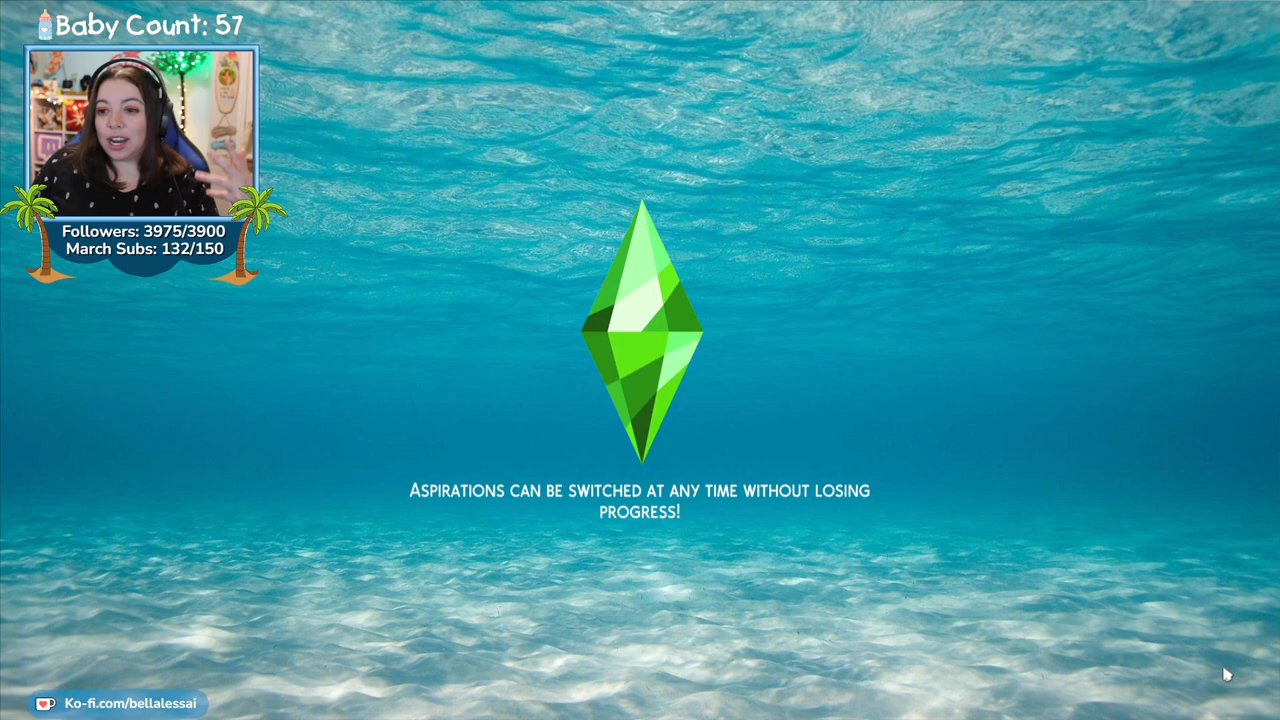 Baby Count: 57
Followers: 3975/3900
March Subs: 132/150
Aspirations can be switched at any time without losing
progress!
Ko-fi.com/bellalessai